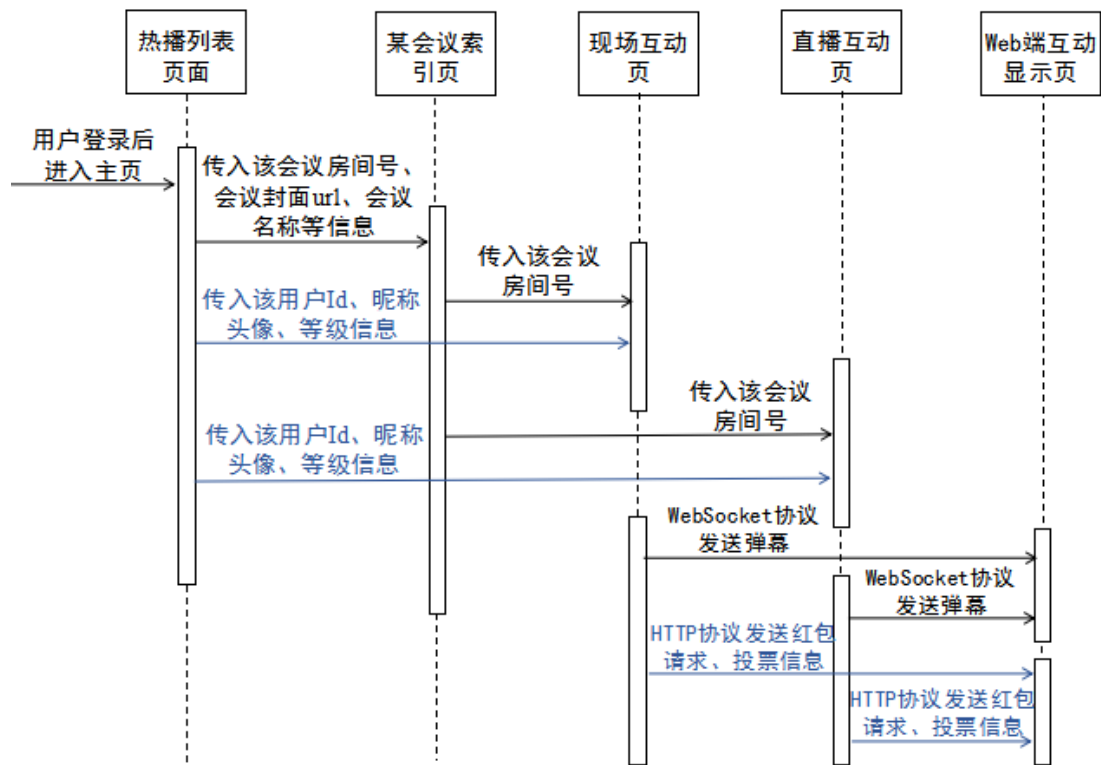 热播列表
页面
某会议索
引页
现场互动
页
直播互动
页
Web端互动
显示页
用户登录后
进入主页
传入该会议房间号、
会议封面url、会议
名称等信息
传入该会议
房间号
传入该用户Id、昵称
头像、等级信息
传入该会议
房间号
传入该用户Id、昵称
头像、等级信息
WebSocket协议
发送弹幕
WebSocket协议
发送弹幕
HTTP协议发送红包
请求、投票信息
HTTP协议发送红包
请求、投票信息